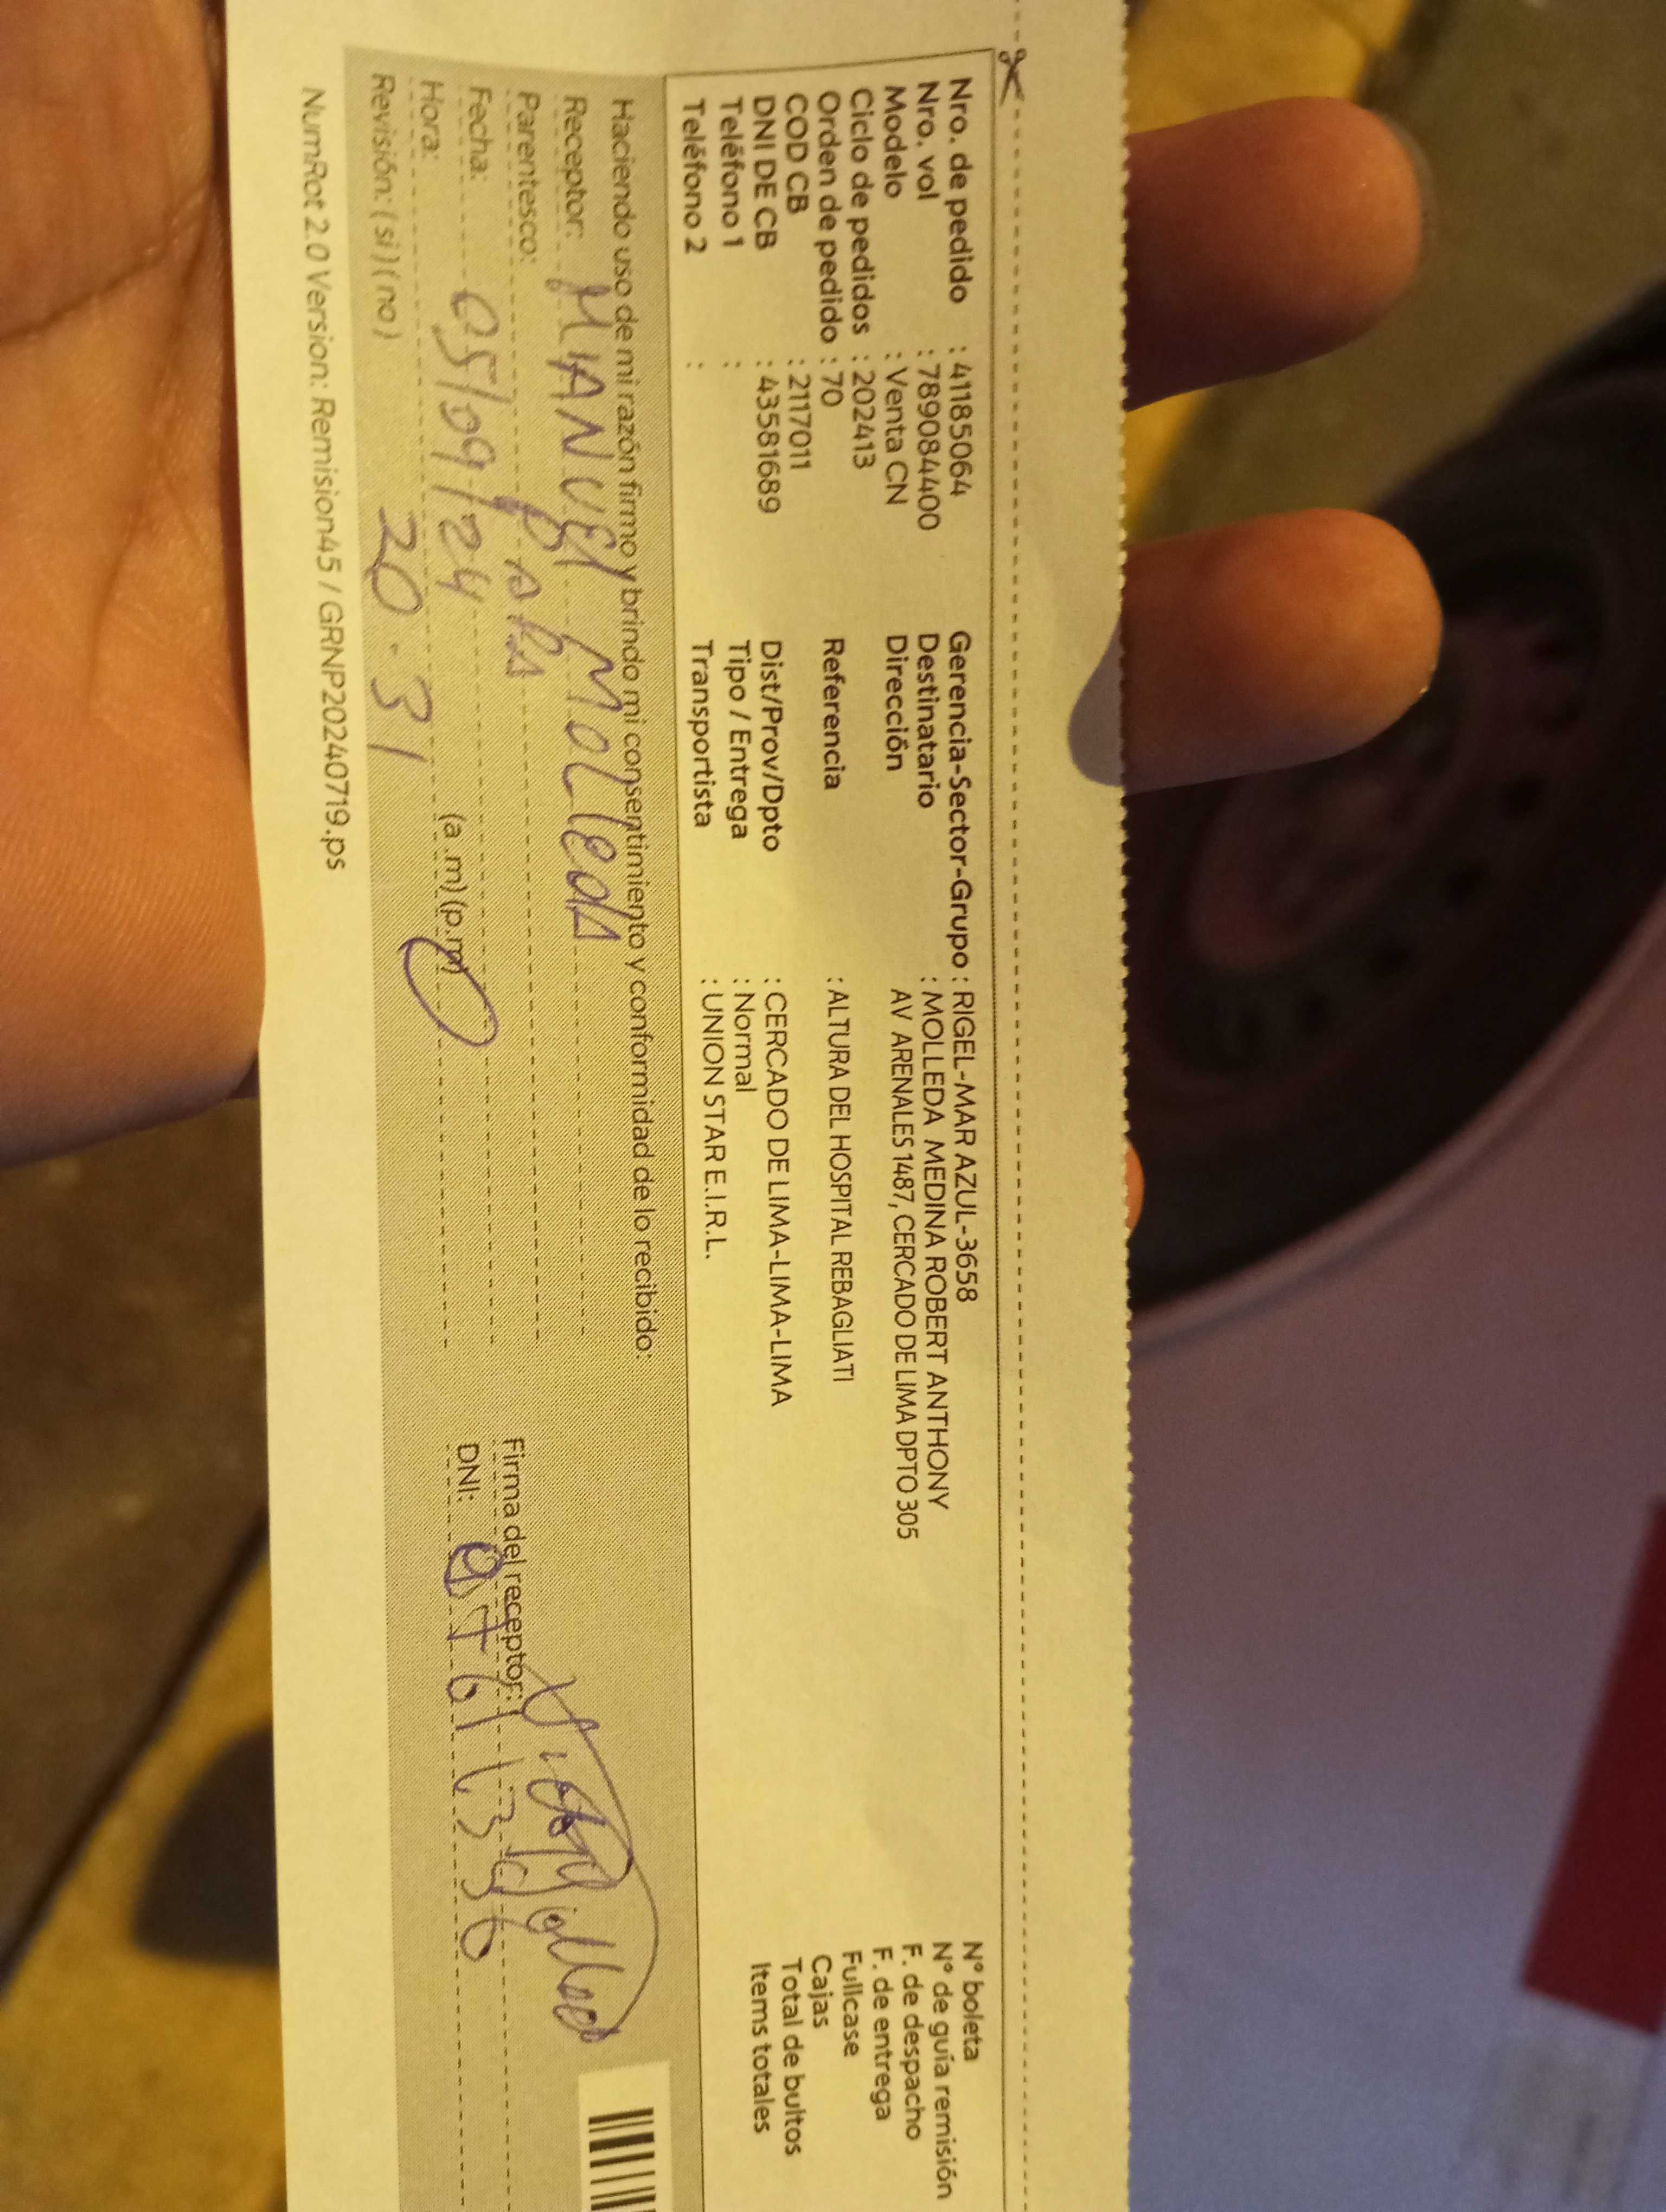 Nro. de pedido : 41185064
Nro. vol : 789084400
Modelo : Venta CN
Ciclo de pedidos : 202413
Orden de pedido : 70
COD CB : 2117011
DNI DE CB : 43581689
Teléfono 1 :
Teléfono 2 :
Gerencia-Sector-Grupo : RIGEL-MAR AZUL-3658
Destinatario : MOLLEDA MEDINA ROBERT ANTHONY
Dirección AV ARENALES 1487, CERCADO DE LIMA DPTO 305
Referencia : ALTURA DEL HOSPITAL REBAGLIATI
Dist/Prov/Dpto : CERCADO DE LIMA-LIMA-LIMA
Tipo / Entrega : Normal
Transportista : UNION STAR E.I.R.L.
N° boleta
N° de guía remisión
F. de despacho
F. de entrega
Fullcase
Cajas
Total de bultos
Items totales
Haciendo uso de mi razón firmo y brindo mi consentimiento y conformidad de lo recibido:
Receptor: MANUEl MOLledA
Parentesco:
Fecha: 05/09/24
Hora: 20.31 (a.m) (p.m)
Revisión: ( si ) ( no )
Firma del receptor:
DNI:
NumRot 2.0 Version: Remision45 / GRNP20240719.ps